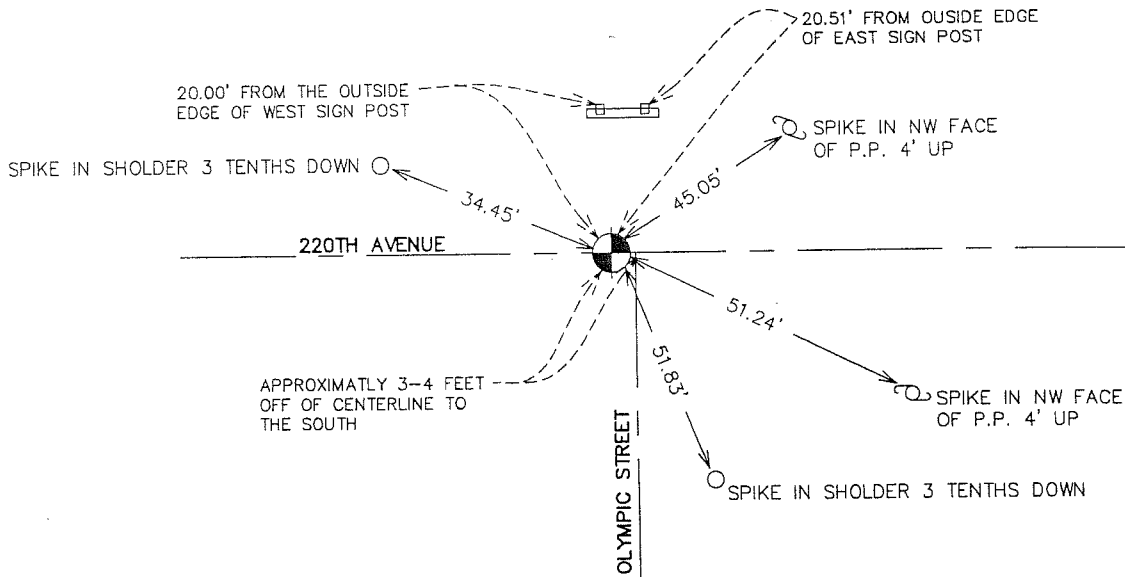 20.51' FROM OUSIDE EDGE
OF EAST SIGN POST
20.00' FROM THE OUTSIDE
EDGE OF WEST SIGN POST
SPIKE IN NW FACE
OF P.P. 4' UP
SPIKE IN SHOLDER 3 TENTHS DOWN
34.45'
45.05'
220TH AVENUE
51.24'
51.83'
APPROXIMATLY 3-4 FEET
OFF OF CENTERLINE TO
THE SOUTH
SPIKE IN NW FACE
OF P.P. 4' UP
OLYMPIC STREET
SPIKE IN SHOLDER 3 TENTHS DOWN